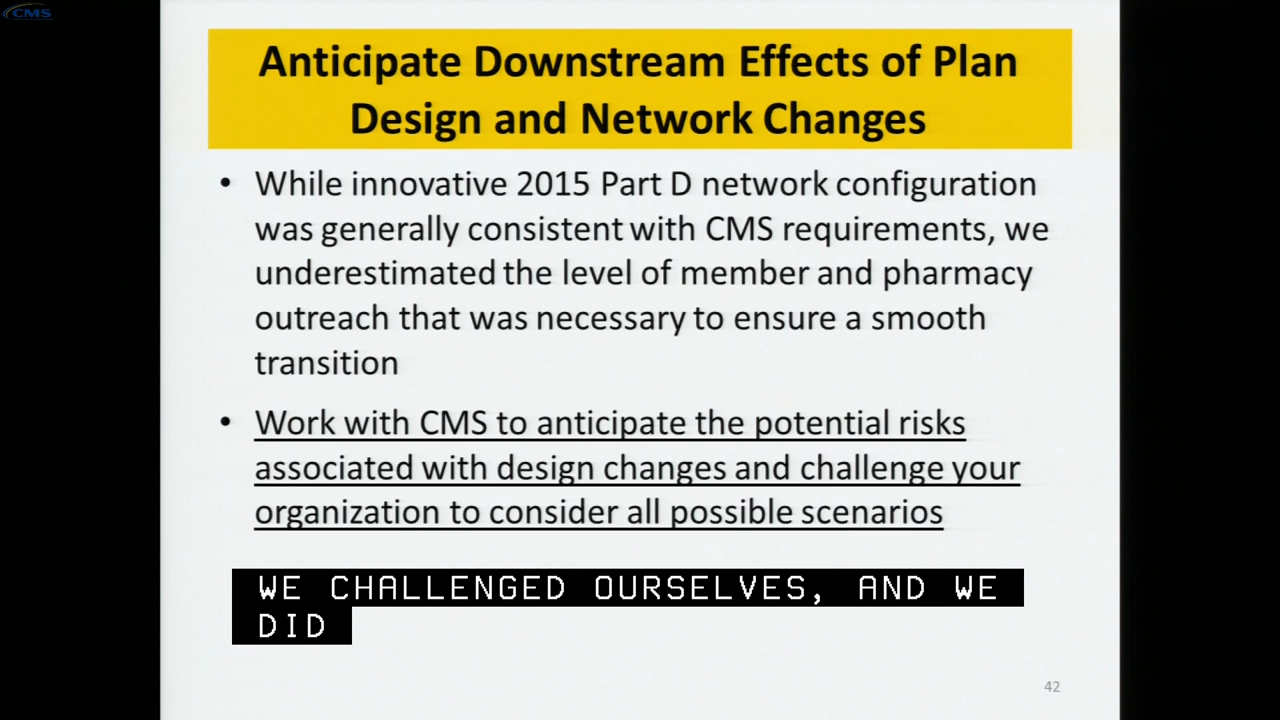 CMS
Anticipate Downstream Effects of Plan
Design and Network Changes
• While innovative 2015 Part D network configuration
was generally consistent with CMS requirements, we
underestimated the level of member and pharmacy
outreach that was necessary to ensure a smooth
transition
• Work with CMS to anticipate the potential risks
associated with design changes and challenge your
organization to consider all possible scenarios
WE CHALLENGED OURSELVES, AND WE
DID
42